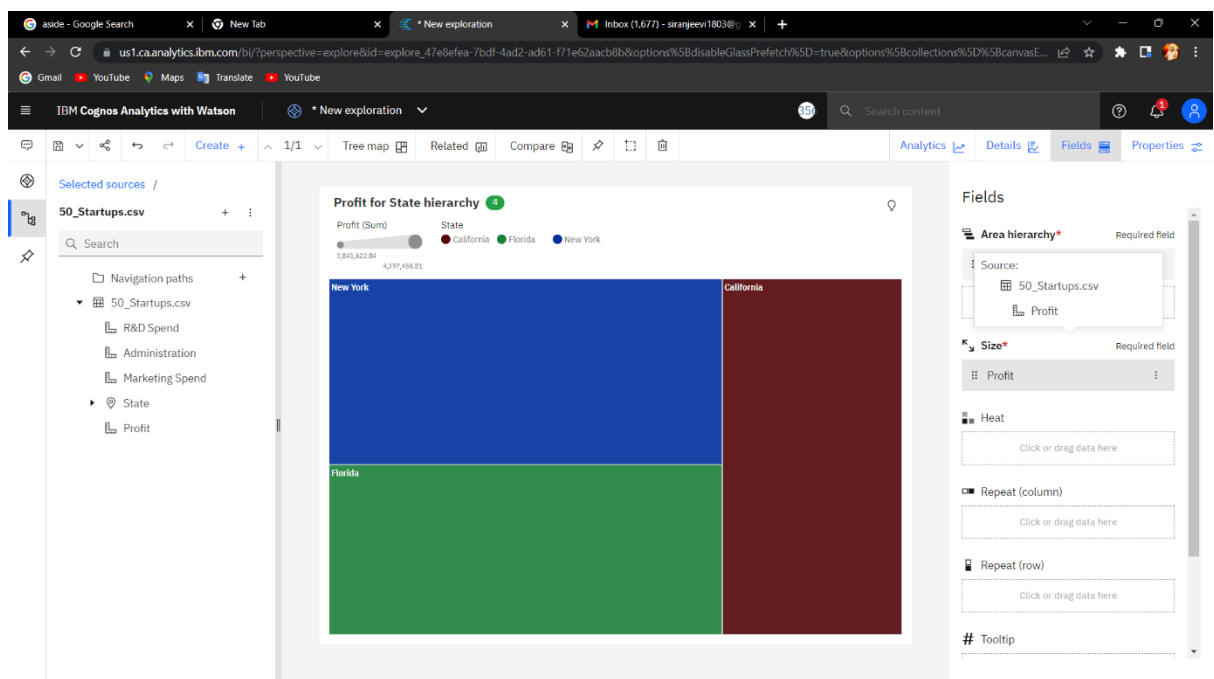 aside - Google Search
New Tab
* New exploration
Inbox (1,677) - siranjeevi1803@g
us1.ca.analytics.ibm.com/bi/?perspective=explore&id=explore_47e8efea-7bdf-4ad2-ad61-f71e62aacb8b&options%5BdisableGlassPrefetch%5D=true&options%5Bcollections%5D%5BcanvasE...
Gmail YouTube Maps Translate YouTube
IBM Cognos Analytics with Watson
* New exploration
Search content
1
Create + 1/1 Tree map Related Compare
Analytics Details Fields Properties
Selected sources /
50_Startups.csv
Search
Navigation paths
50_Startups.csv
R&D Spend
Administration
Marketing Spend
State
Profit
Profit for State hierarchy 4
Profit (Sum) State
California Florida New York
3,841,622.84
4,397,466.81
New York
California
Florida
Fields
Area hierarchy* Required field
Source:
50_Startups.csv
Profit
Size* Required field
Profit
Heat
Click or drag data here
Repeat (column)
Click or drag data here
Repeat (row)
Click or drag data here
# Tooltip